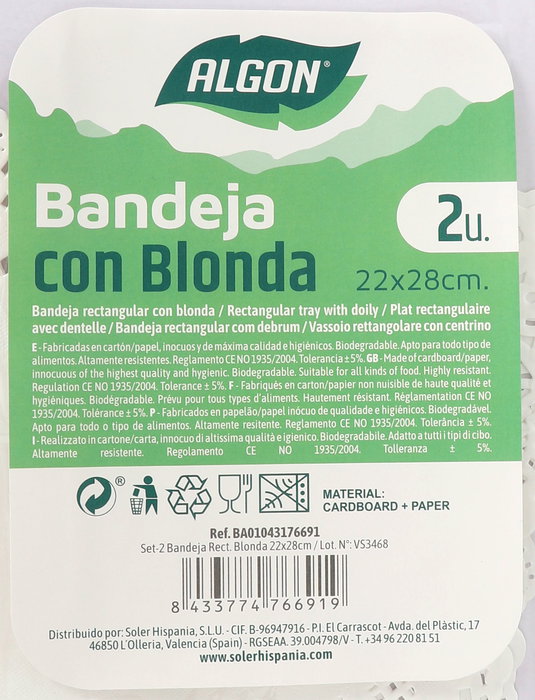 ALGON®
Bandeja
con Blonda
2u.
22x28cm.
Bandeja rectangular con blonda / Rectangular tray with doily / Plat rectangulaire
avec dentelle / Bandeja rectangular com debrum / Vassoio rettangolare con centrino
E - Fabricadas en cartón/papel, inocuos y de máxima calidad e higiénicos. Biodegradable. Apto para todo tipo de
alimentos. Altamente resistentes. Reglamento CE NO 1935/2004. Tolerancia ± 5%. GB - Made of cardboard/paper,
innocuous of the highest quality and hygienic. Biodegradable. Suitable for all kinds of food. Highly resistant.
Regulation CE NO 1935/2004. Tolerance ± 5%. F - Fabriqués en carton/papier non nuisible de haute qualité et
hygiéniques. Biodégradable. Prévu pour tous types d'aliments. Hautement résistant. Réglamentation CE NO
1935/2004. Tolérance ± 5%. P - Fabricados en papelão/papel inócuo de qualidade e higiénicos. Biodegradável.
Apto para todo o tipo de alimentos. Altamente resitente. Reglamento CE NO 1935/2004. Tolerância ± 5%.
I - Realizzato in cartone/carta, innocuo di altissima qualità e igienico. Biodegradabile. Adatto a tutti i tipi di cibo.
Altamente resistente. Regolamento CE NO 1935/2004. Tolleranza ± 5%.
MATERIAL:
CARDBOARD + PAPER
Ref. BA01043176691
Set-2 Bandeja Rect. Blonda 22x28cm / Lot. N°: VS3468
8 433774 766919
Distribuido por: Soler Hispania, S.L.U. - CIF. B-96947916 - P.I. El Carrascot - Avda. del Plàstic, 17
46850 L'Olleria, Valencia (Spain) - RGSEAA. 39.004798/V - T. +34 96 220 81 51
www.solerhispania.com